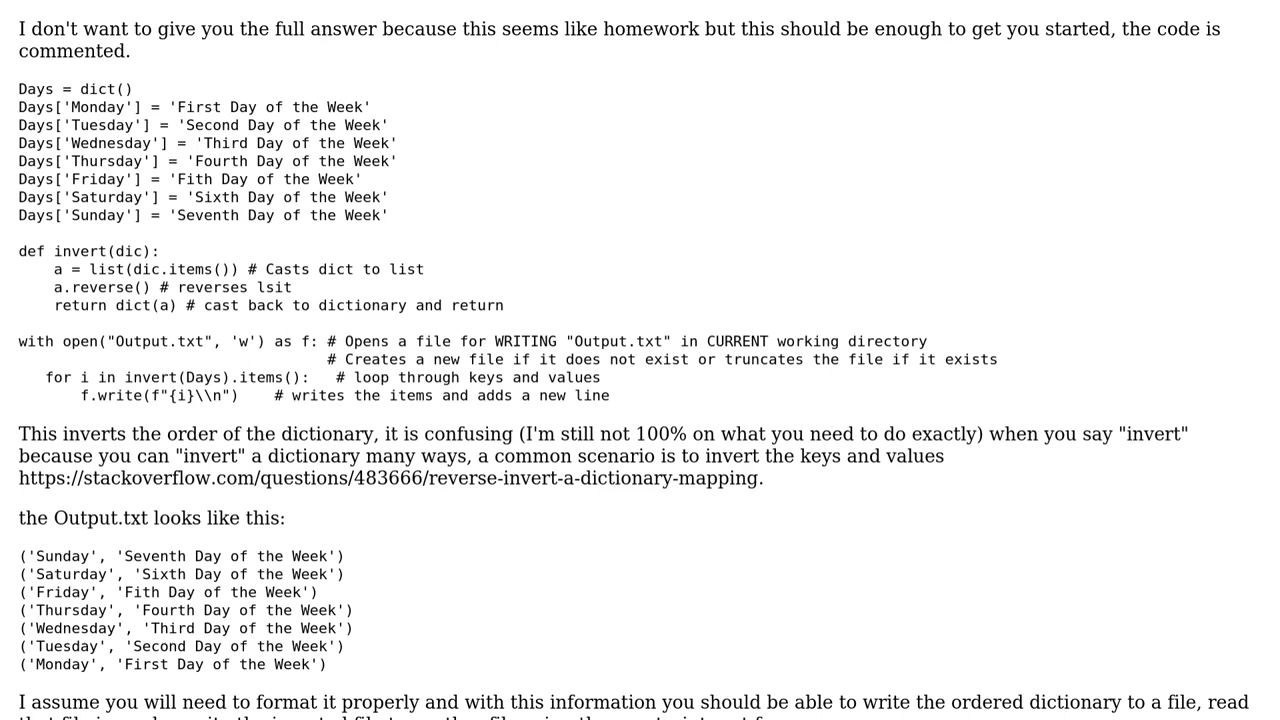 I don't want to give you the full answer because this seems like homework but this should be enough to get you started, the code is
commented.
Days = dict()
Days['Monday'] = 'First Day of the Week'
Days['Tuesday'] = 'Second Day of the Week'
Days['Wednesday'] = 'Third Day of the Week'
Days['Thursday'] = 'Fourth Day of the Week'
Days['Friday'] = 'Fith Day of the Week'
Days['Saturday'] = 'Sixth Day of the Week'
Days['Sunday'] = 'Seventh Day of the Week'
def invert(dic):
    a = list(dic.items()) # Casts dict to list
    a.reverse() # reverses lsit
    return dict(a) # cast back to dictionary and return
with open("Output.txt", 'w') as f: # Opens a file for WRITING "Output.txt" in CURRENT working directory
                                   # Creates a new file if it does not exist or truncates the file if it exists
   for i in invert(Days).items():   # loop through keys and values
       f.write(f"{i}\\n")    # writes the items and adds a new line
This inverts the order of the dictionary, it is confusing (I'm still not 100% on what you need to do exactly) when you say "invert"
because you can "invert" a dictionary many ways, a common scenario is to invert the keys and values
https://stackoverflow.com/questions/483666/reverse-invert-a-dictionary-mapping.
the Output.txt looks like this:
('Sunday', 'Seventh Day of the Week')
('Saturday', 'Sixth Day of the Week')
('Friday', 'Fith Day of the Week')
('Thursday', 'Fourth Day of the Week')
('Wednesday', 'Third Day of the Week')
('Tuesday', 'Second Day of the Week')
('Monday', 'First Day of the Week')
I assume you will need to format it properly and with this information you should be able to write the ordered dictionary to a file, read